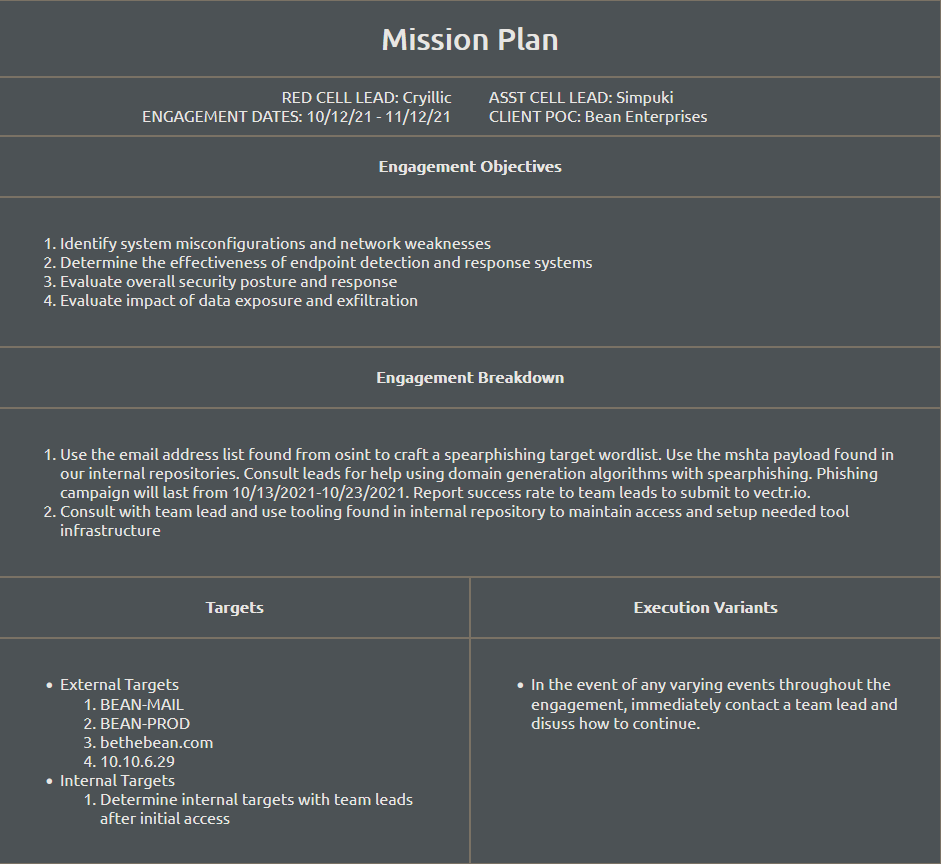 Mission Plan
RED CELL LEAD: Cryillic
ENGAGEMENT DATES: 10/12/21 - 11/12/21
ASST CELL LEAD: Simpuki
CLIENT POC: Bean Enterprises
Engagement Objectives
1. Identify system misconfigurations and network weaknesses
2. Determine the effectiveness of endpoint detection and response systems
3. Evaluate overall security posture and response
4. Evaluate impact of data exposure and exfiltration
Engagement Breakdown
1. Use the email address list found from osint to craft a spearphishing target wordlist. Use the mshta payload found in
our internal repositories. Consult leads for help using domain generation algorithms with spearphishing. Phishing
campaign will last from 10/13/2021-10/23/2021. Report success rate to team leads to submit to vectr.io.
2. Consult with team lead and use tooling found in internal repository to maintain access and setup needed tool
infrastructure
Targets
• External Targets
1. BEAN-MAIL
2. BEAN-PROD
3. bethebean.com
4. 10.10.6.29
• Internal Targets
1. Determine internal targets with team leads
after initial access
Execution Variants
• In the event of any varying events throughout the
engagement, immediately contact a team lead and
disuss how to continue.